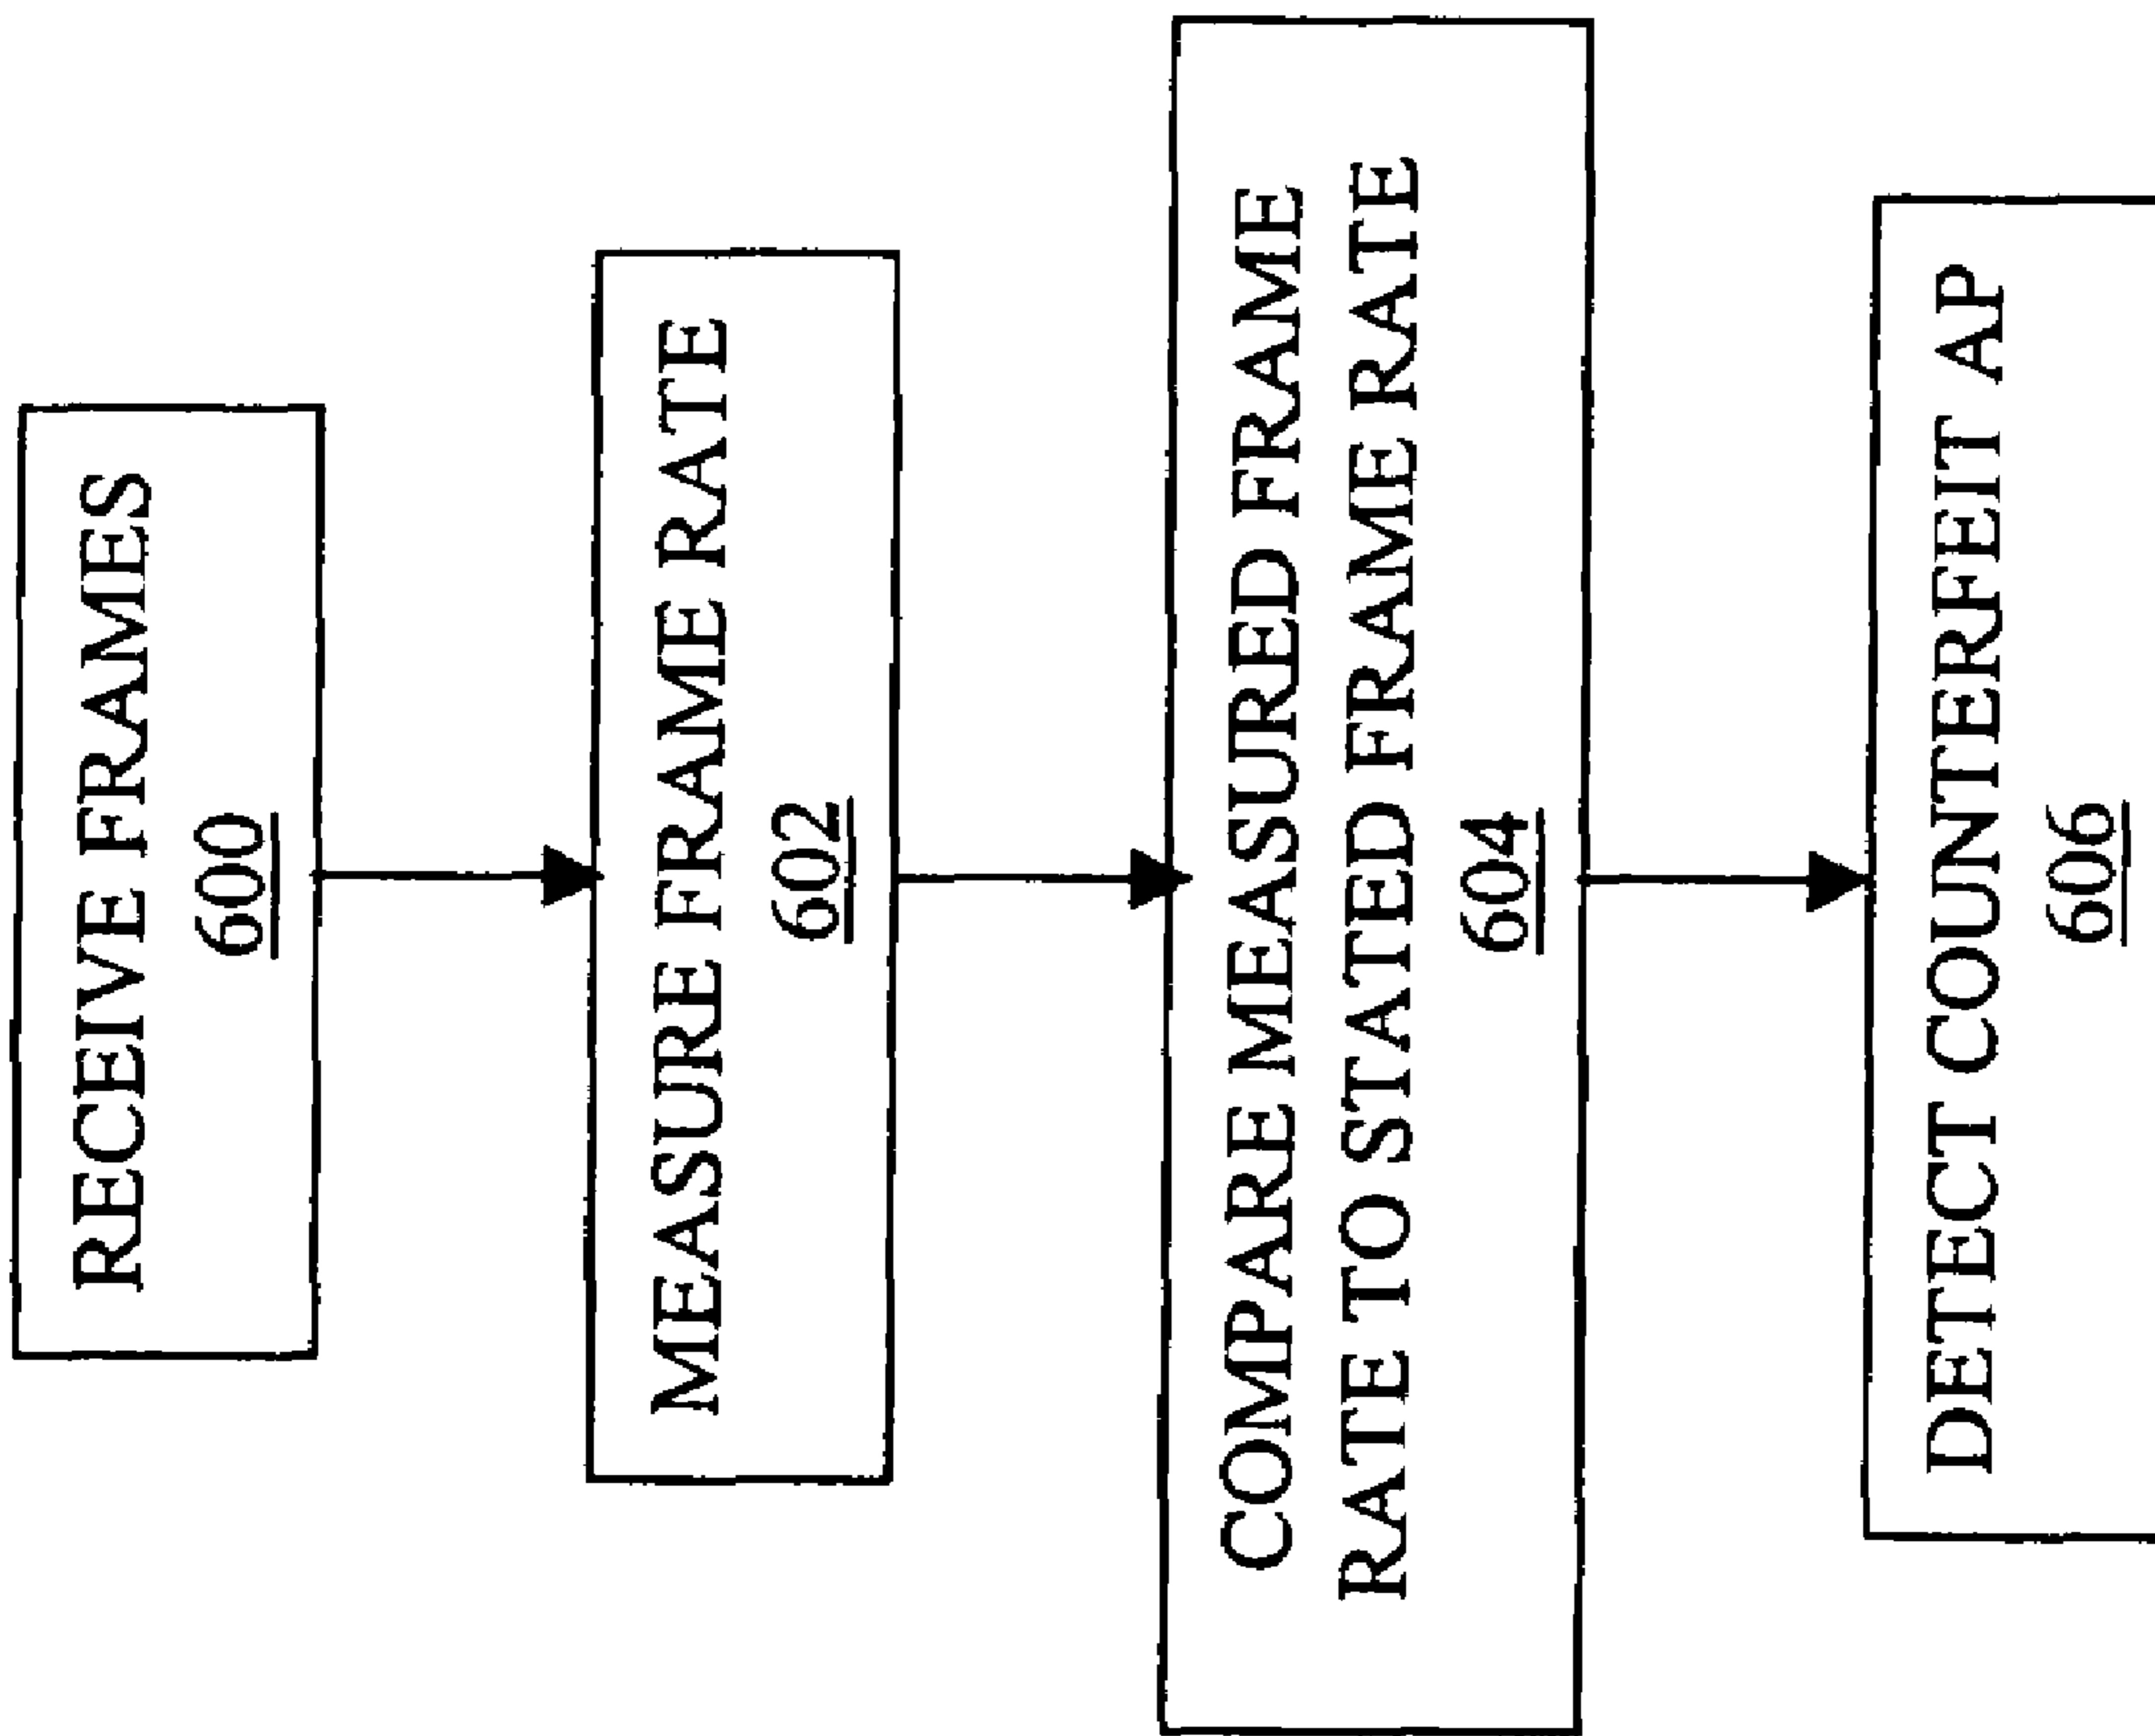 RECEIVE FRAMES
600
MEASURE FRAME RATE
602
COMPARE MEASURED FRAME
RATE TO STATED FRAME RATE
604
DETECT COUNTERFEIT AP
606